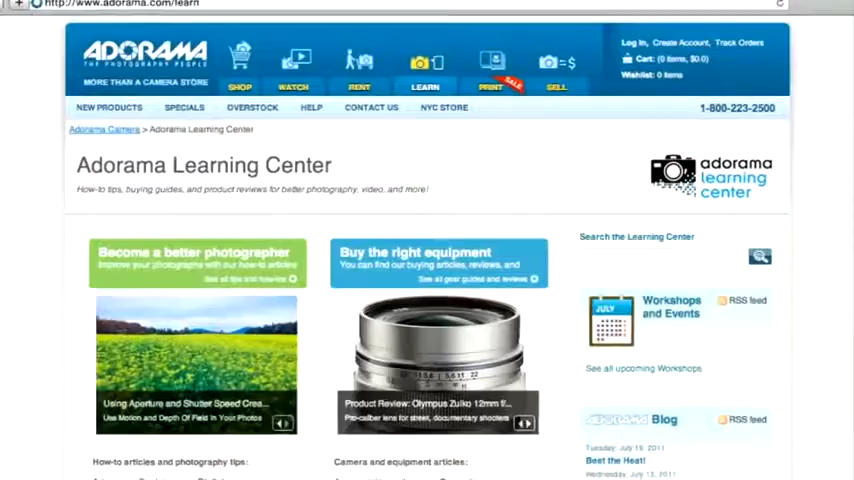 http://www.adorama.com/learn
ADORAMA
THE PHOTOGRAPHY PEOPLE
MORE THAN A CAMERA STORE
SHOP
WATCH
RENT
LEARN
PRINT
SALE
SELL
Log In, Create Account, Track Orders
Cart: (0 items, $0.0)
Wishlist: 0 items
NEW PRODUCTS SPECIALS OVERSTOCK HELP CONTACT US NYC STORE 1-800-223-2500
Adorama Camera > Adorama Learning Center
Adorama Learning Center
How-to tips, buying guides, and product reviews for better photography, video, and more!
adorama
learning
center
Become a better photographer
Improve your photographs with our how-to articles
See all tips and how-tos
Buy the right equipment
You can find our buying articles, reviews, and
See all gear guides and reviews
Search the Learning Center
JULY
Workshops
and Events
RSS feed
See all upcoming Workshops
Using Aperture and Shutter Speed Crea...
Use Motion and Depth Of Field In Your Photos
Product Review: Olympus Zuiko 12mm f/...
Pro-caliber lens for street, documentary shooters
ADORAMA Blog
RSS feed
Tuesday, July 19, 2011
Beet the Heat!
Wednesday, July 13, 2011
How-to articles and photography tips:
Camera and equipment articles: